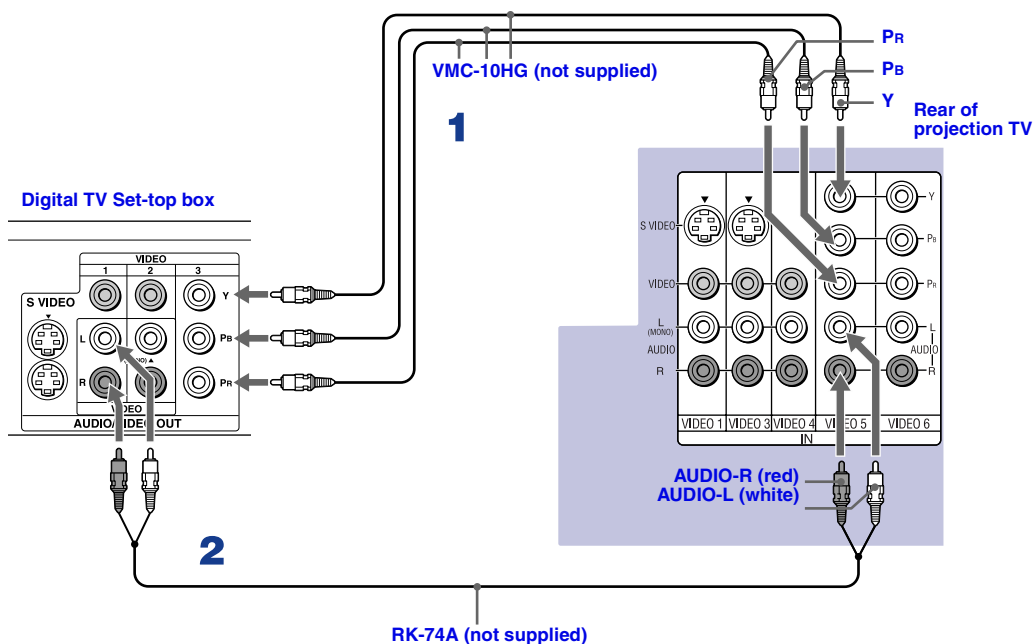 PR
PB
Y
VMC-10HG (not supplied)
1
Rear of
projection TV
Digital TV Set-top box
VIDEO
1 2 3
S VIDEO
Y
L
PB
R
PR
VIDEO
AUDIO/VIDEO OUT
S VIDEO
VIDEO
L
(MONO)
AUDIO
R
Y
PB
PR
L
AUDIO
R
VIDEO 1 VIDEO 3 VIDEO 4 VIDEO 5 VIDEO 6
IN
AUDIO-R (red)
AUDIO-L (white)
2
RK-74A (not supplied)